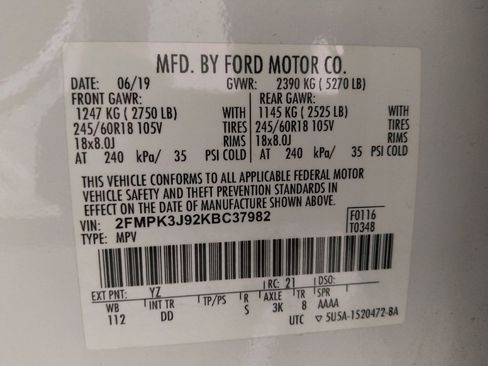 MFD. BY FORD MOTOR CO.
DATE: 06/19 GVWR: 2390 KG ( 5270 LB)
FRONT GAWR: REAR GAWR:
1247 KG ( 2750 LB) WITH 1145 KG ( 2525 LB) WITH
245/60R18 105V TIRES 245/60R18 105V TIRES
18x8.0J RIMS 18x8.0J RIMS
AT 240 kPa/ 35 PSI COLD AT 240 kPa/ 35 PSI COLD
THIS VEHICLE CONFORMS TO ALL APPLICABLE FEDERAL MOTOR
VEHICLE SAFETY AND THEFT PREVENTION STANDARDS IN
EFFECT ON THE DATE OF MANUFACTURE SHOWN ABOVE.
VIN: 2FMPK3J92KBC37982 F0116
TYPE: MPV T0348
EXT PNT: YZ RC: 21 DSO:
WB INT TR TP/PS R AXLE TR SPR
112 DD S 3K 8 AAAA
UTC ▽ 5U5A-1520472-BA